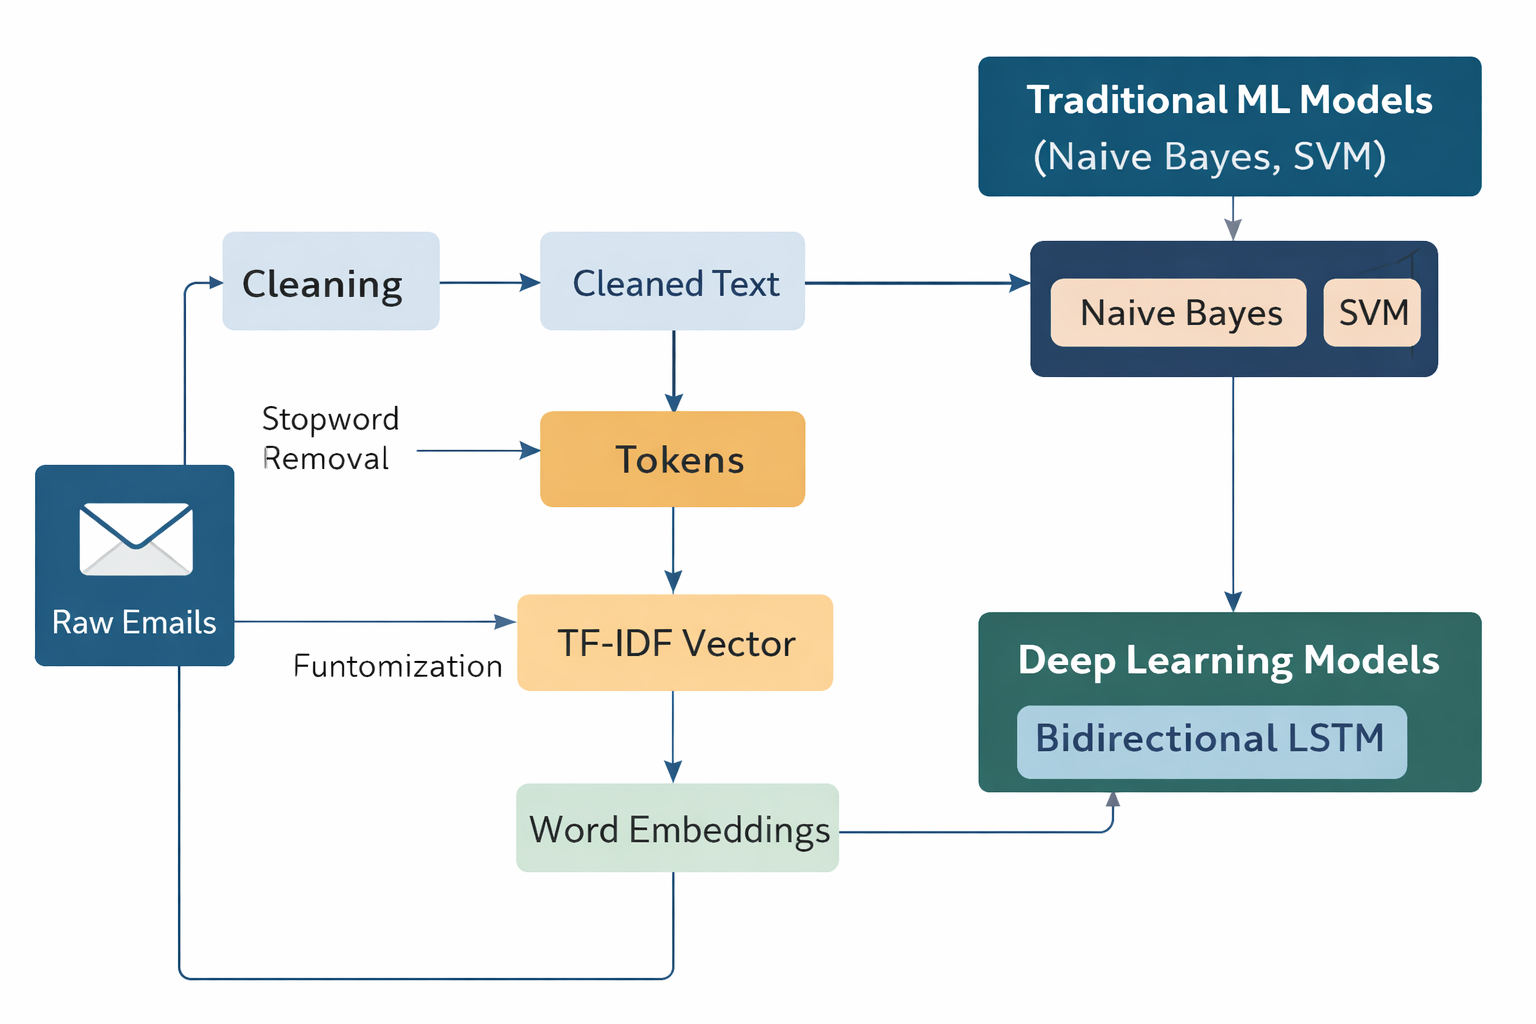 Traditional ML Models
(Naive Bayes, SVM)
Cleaning
Cleaned Text
Naive Bayes
SVM
Stopword
Removal
Tokens
Raw Emails
Funtomization
TF-IDF Vector
Deep Learning Models
Bidirectional LSTM
Word Embeddings